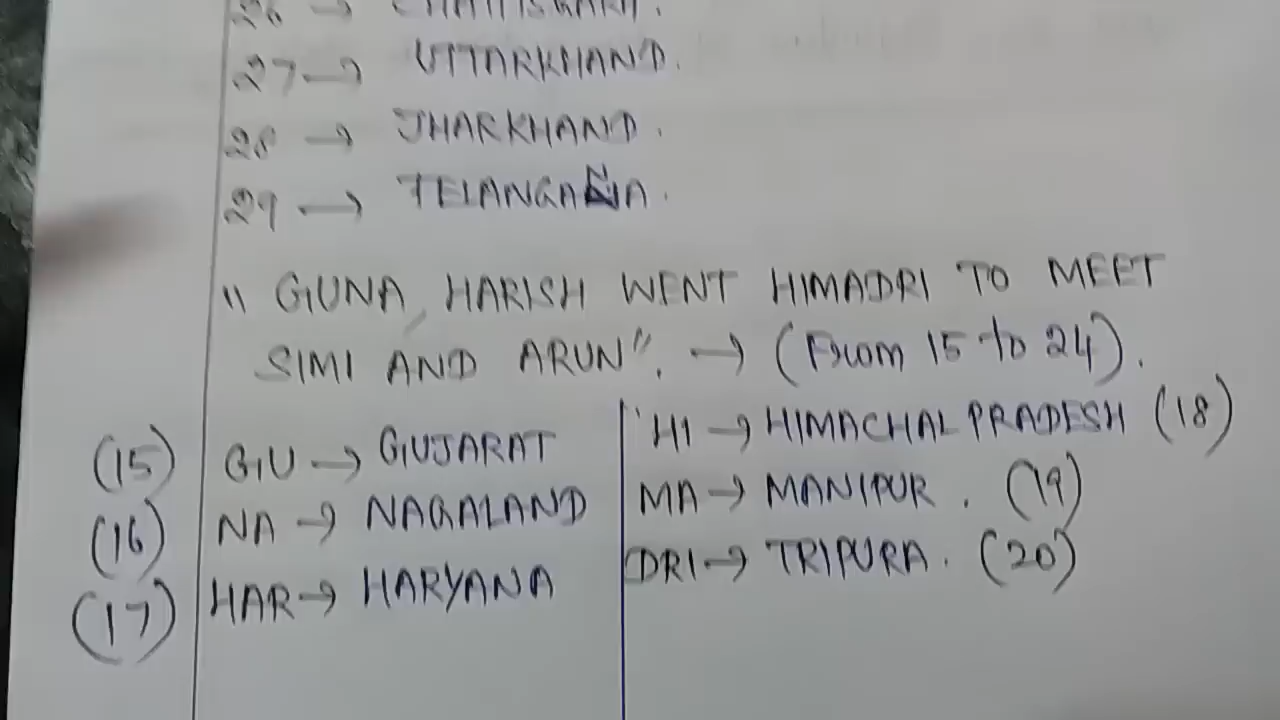 26 → CHATTISGARH.
27 → UTTARKHAND.
28 → JHARKHAND.
29 → TELANGANA.
" GUNA, HARISH WENT HIMADRI TO MEET
SIMI AND ARUN". → (From 15 to 24).
(15) GU → GUJARAT
(16) NA → NAGALAND
(17) HAR → HARYANA
HI → HIMACHAL PRADESH (18)
MA → MANIPUR. (19)
DRI → TRIPURA. (20)